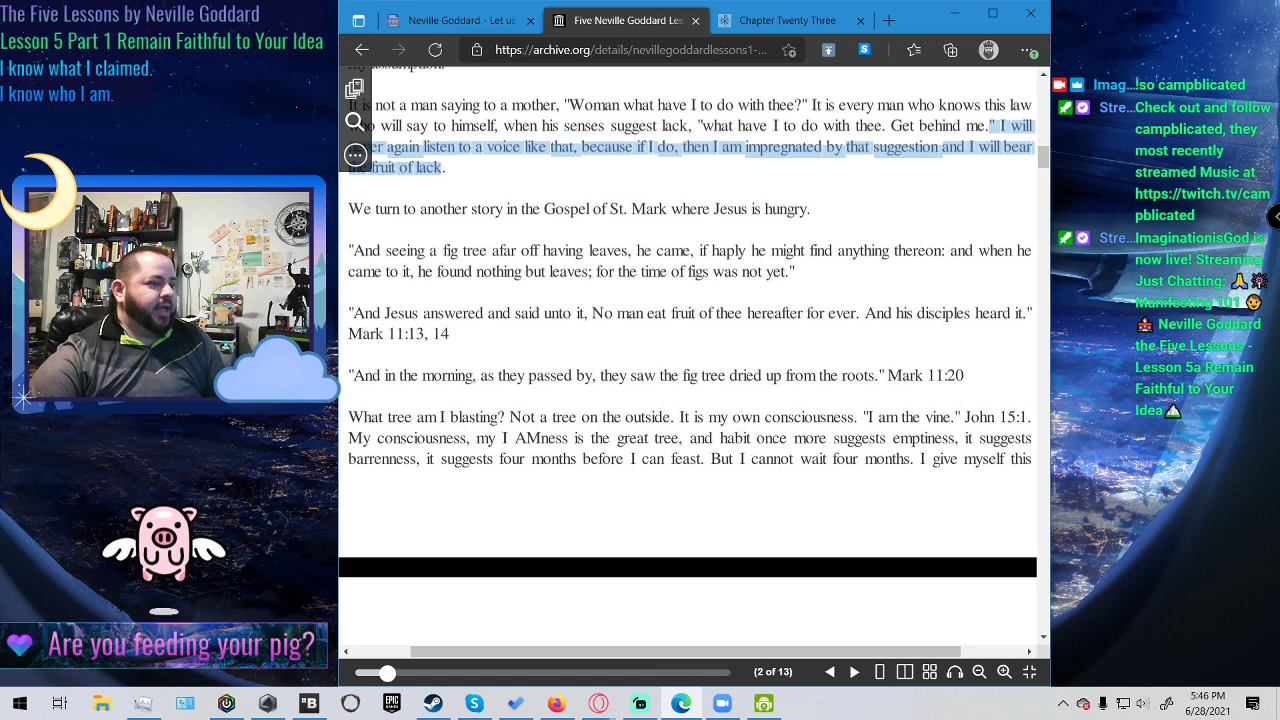 The Five Lessons by Neville Goddard
Lesson 5 Part 1 Remain Faithful to Your Idea
I know what I claimed.
I know who I am.
Are you feeding your pig?
Neville Goddard - Let us
Five Neville Goddard Les
Chapter Twenty Three
https://archive.org/details/nevillegoddardlessons1-...
my assumption.
It is not a man saying to a mother, "Woman what have I to do with thee?" It is every man who knows this law
who will say to himself, when his senses suggest lack, "what have I to do with thee. Get behind me." I will
never again listen to a voice like that, because if I do, then I am impregnated by that suggestion and I will bear
the fruit of lack.
We turn to another story in the Gospel of St. Mark where Jesus is hungry.
"And seeing a fig tree afar off having leaves, he came, if haply he might find anything thereon: and when he
came to it, he found nothing but leaves; for the time of figs was not yet."
"And Jesus answered and said unto it, No man eat fruit of thee hereafter for ever. And his disciples heard it."
Mark 11:13, 14
"And in the morning, as they passed by, they saw the fig tree dried up from the roots." Mark 11:20
What tree am I blasting? Not a tree on the outside. It is my own consciousness. "I am the vine." John 15:1.
My consciousness, my I AMness is the great tree, and habit once more suggests emptiness, it suggests
barrenness, it suggests four months before I can feast. But I cannot wait four months. I give myself this
(2 of 13)
Imag... !so campblicated
Stre... Check out and follow
campblicated, they
most recently
streamed Music at
https://twitch.tv/cam
pblicated
Stre... ImaginationisGod is
now live! Streaming
Just Chatting: 🙏 
Manifesting 101
Neville Goddard
the Five Lessons -
Lesson 5a Remain
Faithful to Your
Idea
EPIC
GAMES
B
5:46 PM
6/28/2021